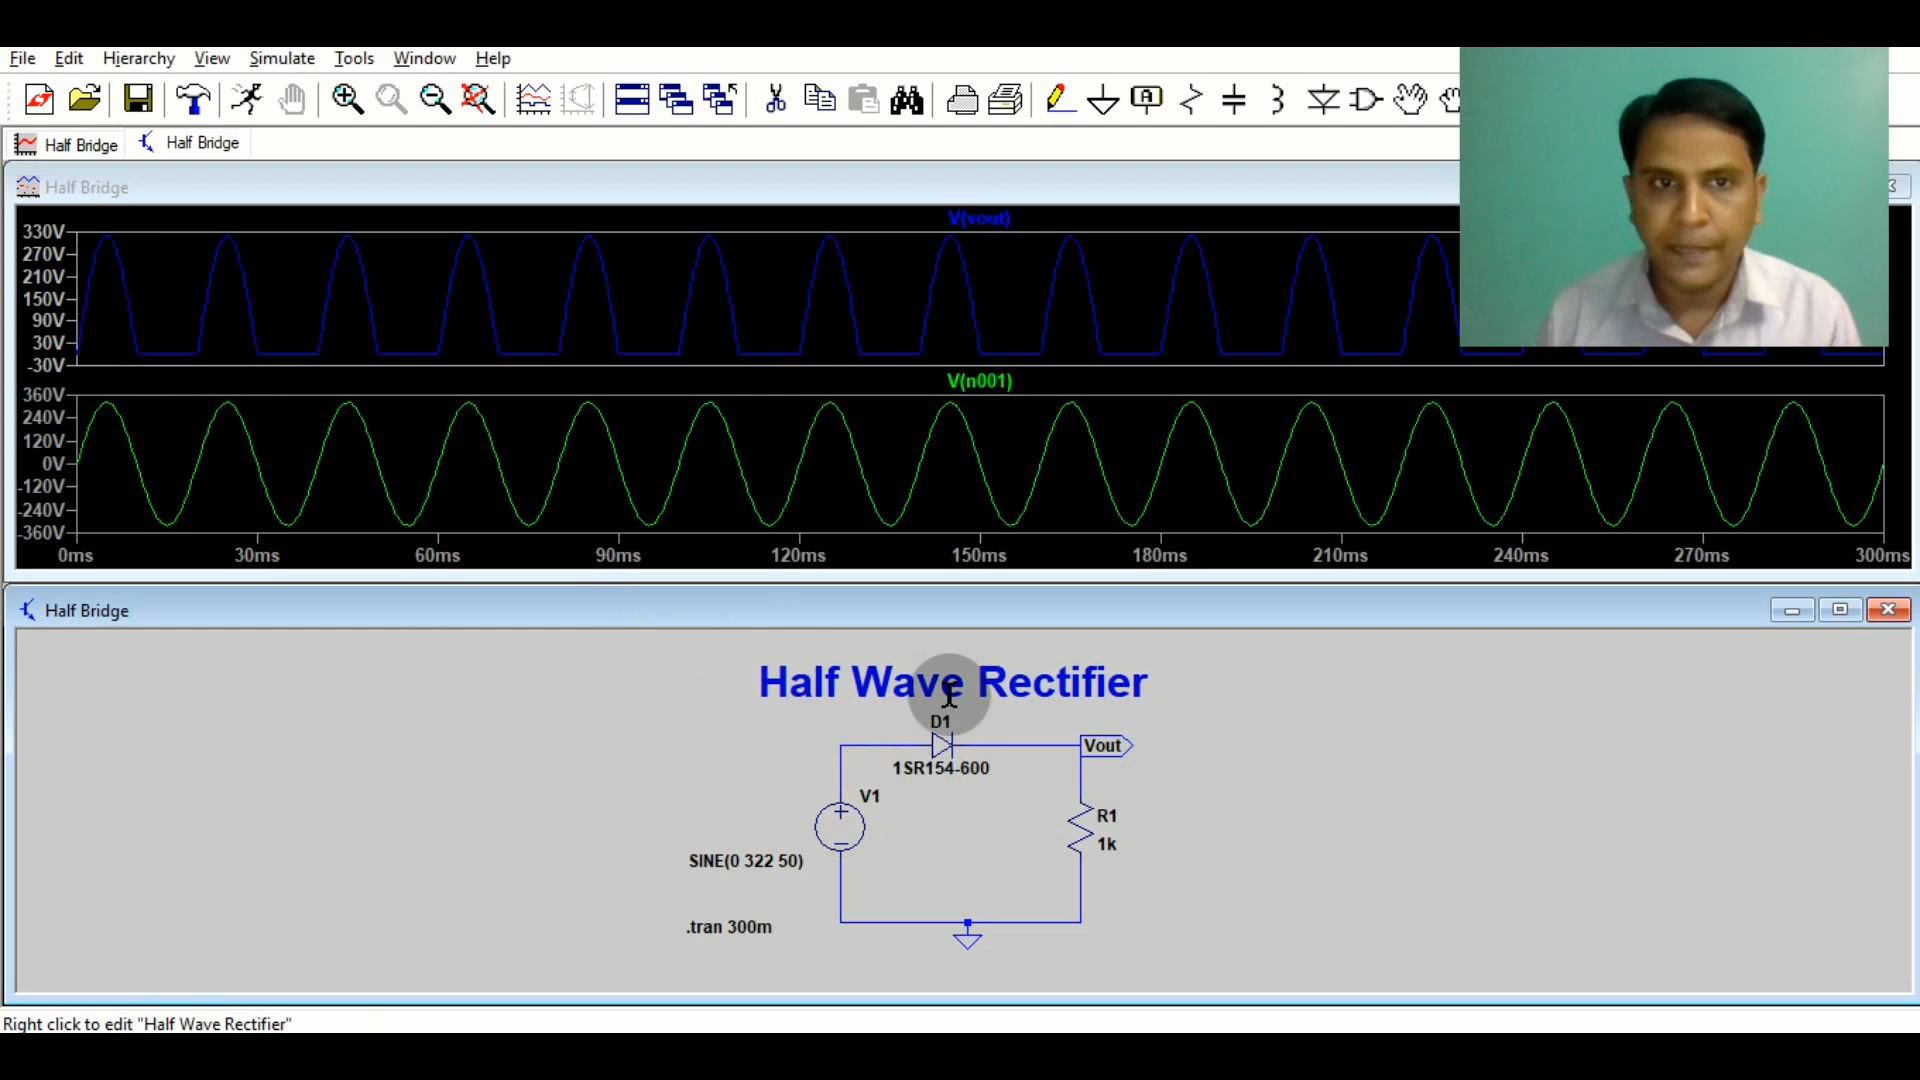 File Edit Hierarchy View Simulate Tools Window Help
A
Half Bridge Half Bridge
Half Bridge
V(vout)
330V
270V
210V
150V
90V
30V
-30V
V(n001)
360V
240V
120V
0V
-120V
-240V
-360V
0ms 30ms 60ms 90ms 120ms 150ms 180ms 210ms 240ms 270ms 300ms
Half Bridge
Half Wave Rectifier
D1
Vout
1SR154-600
V1
R1
1k
SINE(0 322 50)
.tran 300m
Right click to edit "Half Wave Rectifier"